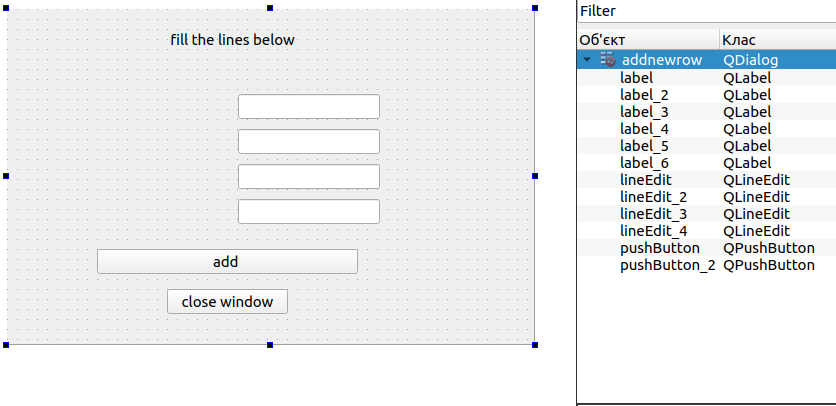 fill the lines below
add
close window
Filter
Об'єкт Клас
addnewrow QDialog
label QLabel
label_2 QLabel
label_3 QLabel
label_4 QLabel
label_5 QLabel
label_6 QLabel
lineEdit QLineEdit
lineEdit_2 QLineEdit
lineEdit_3 QLineEdit
lineEdit_4 QLineEdit
pushButton QPushButton
pushButton_2 QPushButton